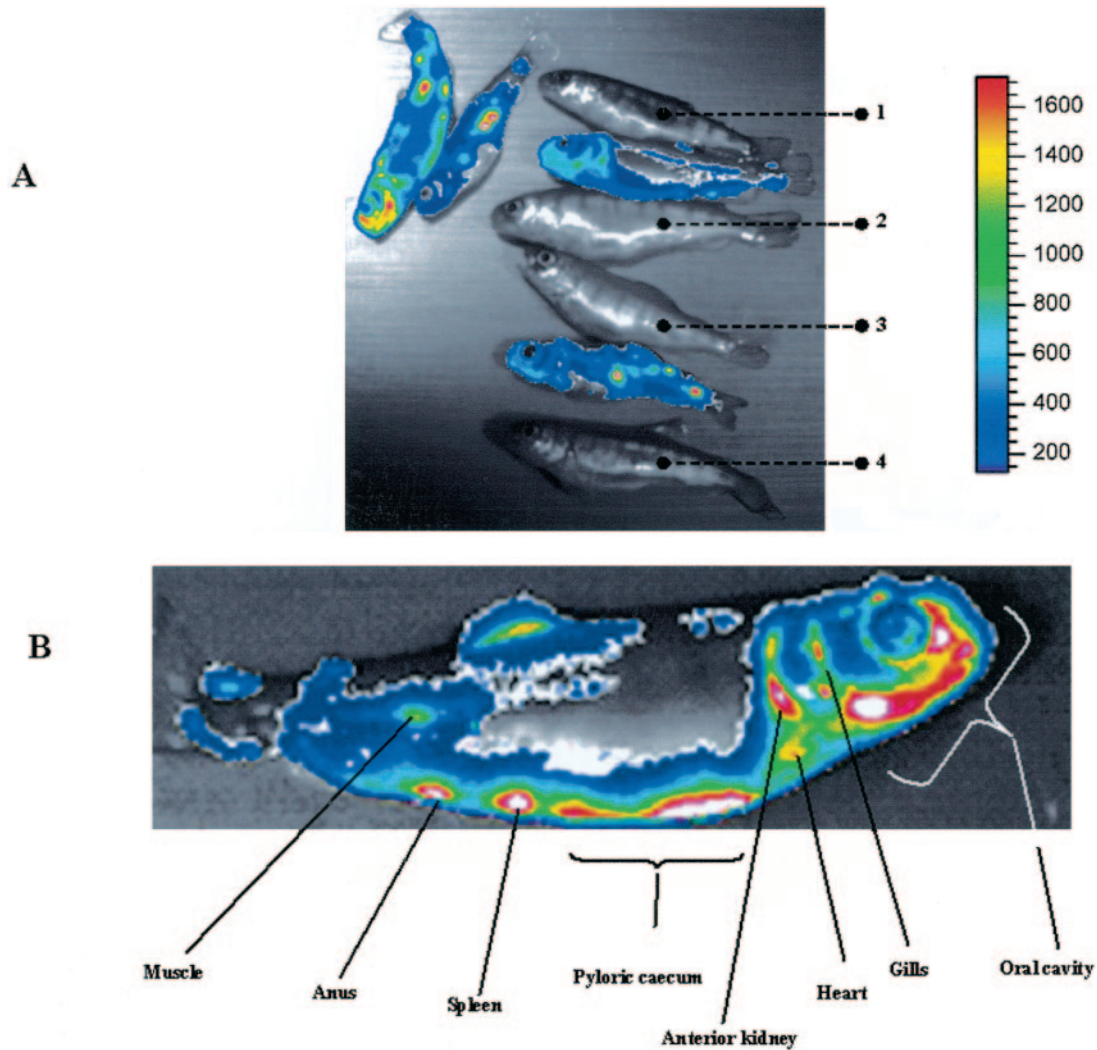 A
1
2
3
4
1600
1400
1200
1000
800
600
400
200
B
Muscle
Anus
Spleen
Pyloric caecum
Anterior kidney
Heart
Gills
Oral cavity